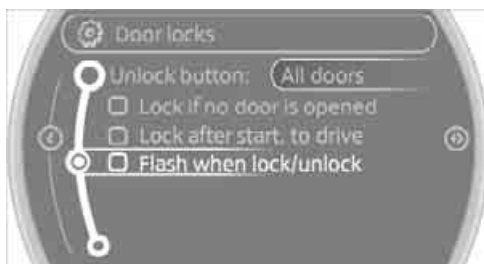 Door locks
Unlock button: All doors
Lock if no door is opened
Lock after start. to drive
Flash when lock/unlock